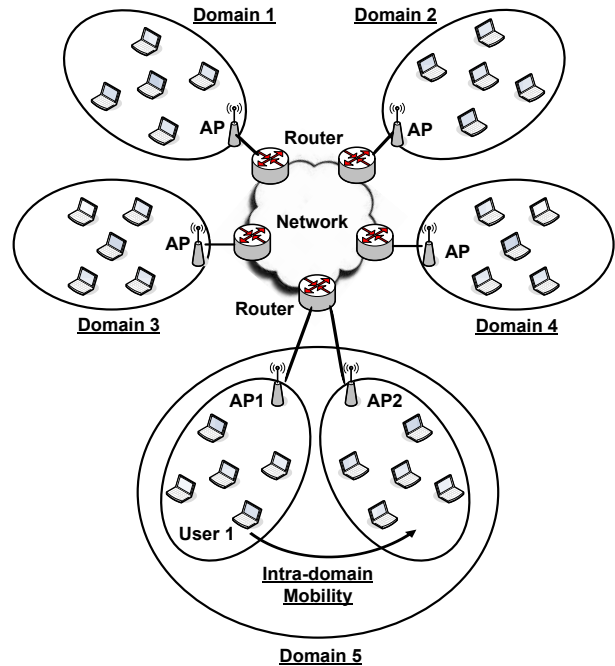 Domain 1
Domain 2
AP
Router
AP
AP
Network
AP
Domain 3
Router
Domain 4
AP1
AP2
User 1
Intra-domain
Mobility
Domain 5